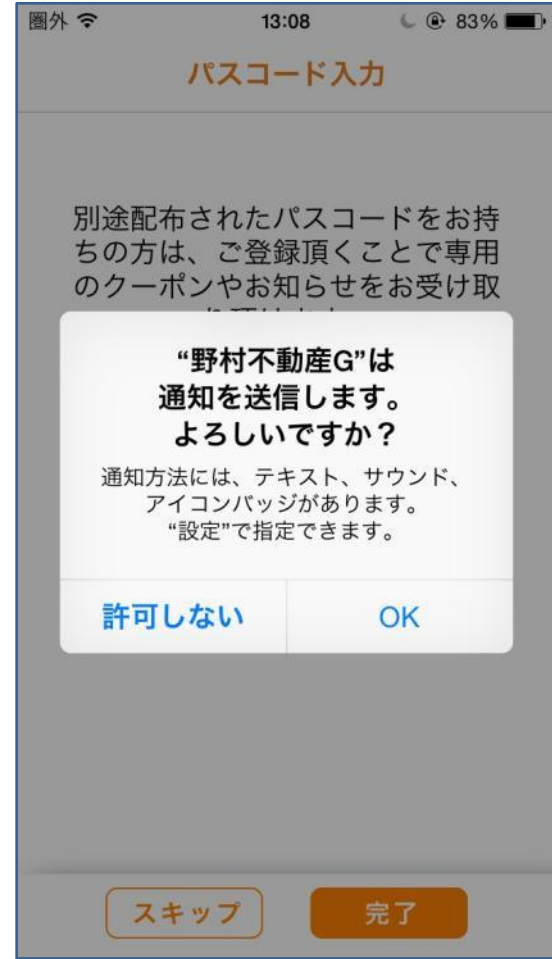 圏外 13:08 83%
パスコード入力
別途配布されたパスコードをお持
ちの方は、ご登録頂くことで専用
のクーポンやお知らせをお受け取
“野村不動産G”は
通知を送信します。
よろしいですか？
通知方法には、テキスト、サウンド、
アイコンバッジがあります。
“設定”で指定できます。
許可しない OK
スキップ 完了